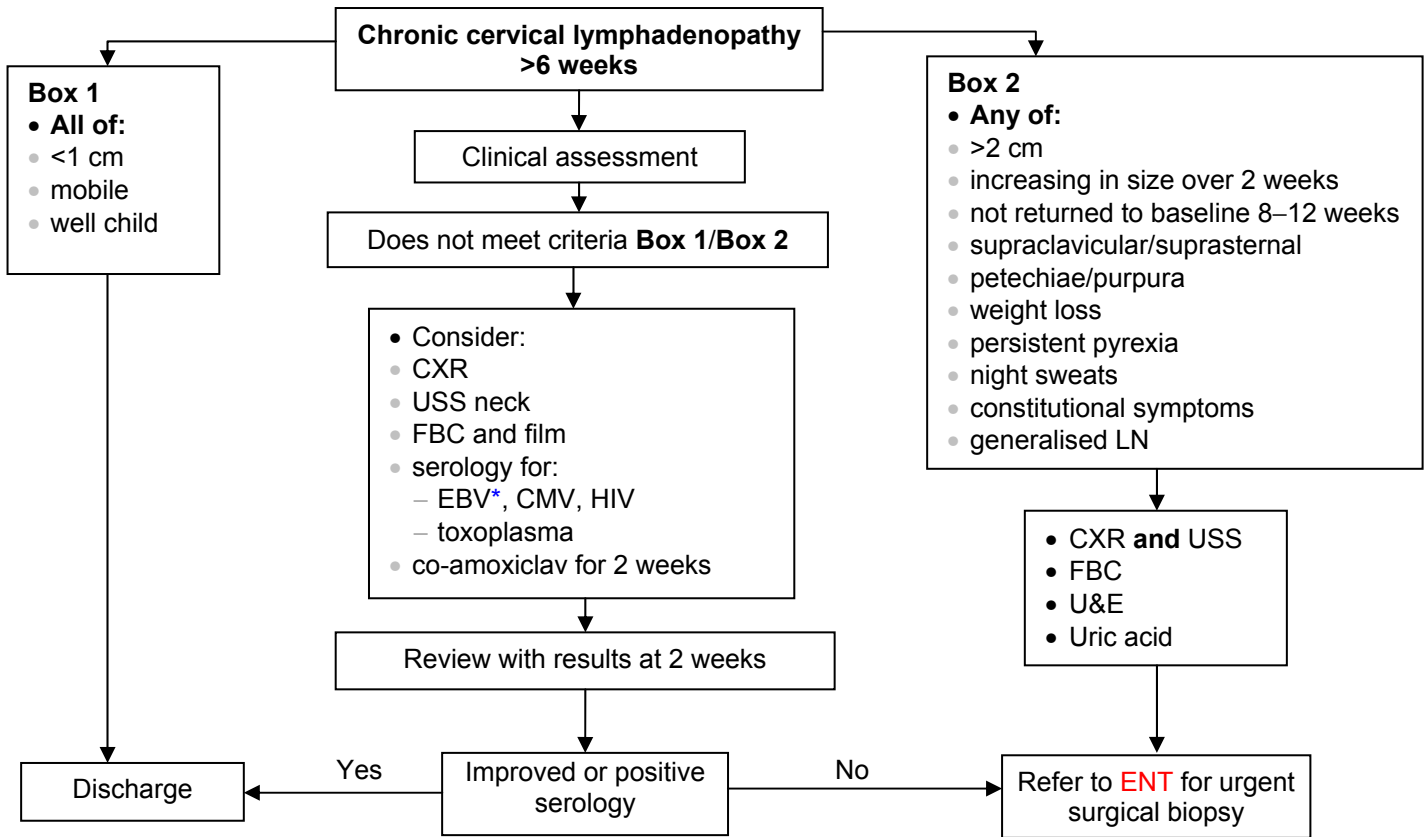 Chronic cervical lymphadenopathy
>6 weeks
Box 1
• All of:
• <1 cm
• mobile
• well child
Clinical assessment
Does not meet criteria Box 1/Box 2
• Consider:
• CXR
• USS neck
• FBC and film
• serology for:
– EBV*, CMV, HIV
– toxoplasma
• co-amoxiclav for 2 weeks
Review with results at 2 weeks
Box 2
• Any of:
• >2 cm
• increasing in size over 2 weeks
• not returned to baseline 8–12 weeks
• supraclavicular/suprasternal
• petechiae/purpura
• weight loss
• persistent pyrexia
• night sweats
• constitutional symptoms
• generalised LN
• CXR and USS
• FBC
• U&E
• Uric acid
Discharge
Yes
Improved or positive
serology
No
Refer to ENT for urgent
surgical biopsy